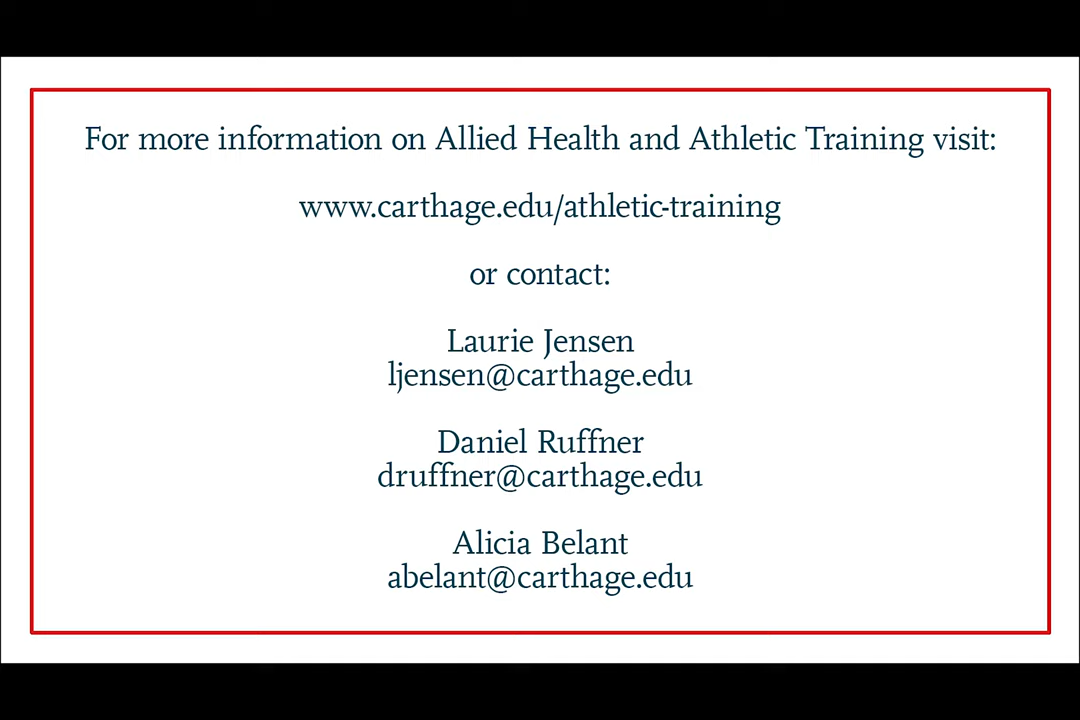 For more information on Allied Health and Athletic Training visit:
www.carthage.edu/athletic-training
or contact:
Laurie Jensen
ljensen@carthage.edu
Daniel Ruffner
druffner@carthage.edu
Alicia Belant
abelant@carthage.edu